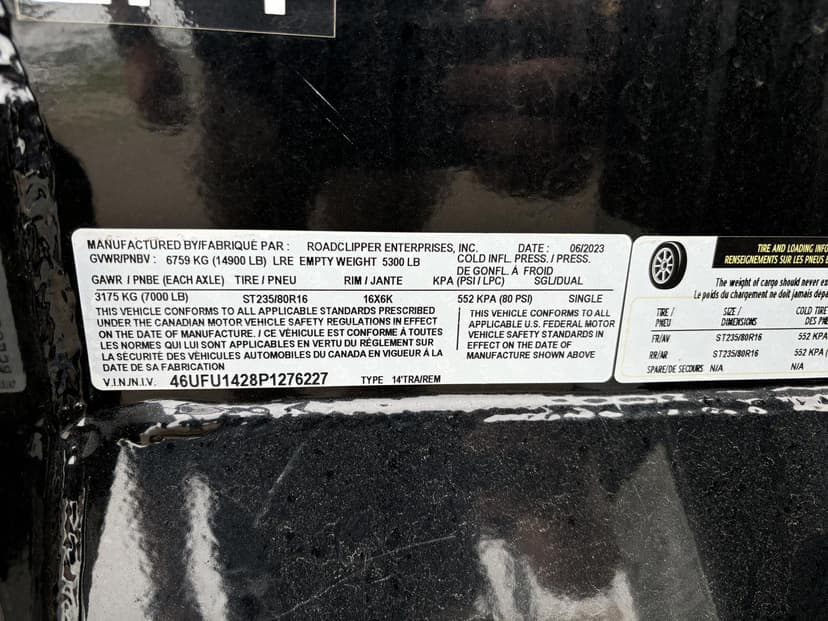 MANUFACTURED BY/FABRIQUÉ PAR : ROADCLIPPER ENTERPRISES, INC. DATE : 06/2023
GVWR/PNBV : 6759 KG (14900 LB) LRE EMPTY WEIGHT 5300 LB COLD INFL. PRESS./ PRESS. DE GONFL. À FROID
GAWR / PNBE (EACH AXLE) TIRE / PNEU RIM / JANTE KPA (PSI / LPC) SGL/DUAL
3175 KG (7000 LB) ST235/80R16 16X6K 552 KPA (80 PSI) SINGLE
THIS VEHICLE CONFORMS TO ALL APPLICABLE STANDARDS PRESCRIBED
UNDER THE CANADIAN MOTOR VEHICLE SAFETY REGULATIONS IN EFFECT
ON THE DATE OF MANUFACTURE. / CE VÉHICULE EST CONFORME À TOUTES
LES NORMES QUI LUI SONT APPLICABLES EN VERTU DU RÉGLEMENT SUR
LA SÉCURITÉ DES VÉHICULES AUTOMOBILES DU CANADA EN VIGUEUR À LA
DATE DE SA FABRICATION
THIS VEHICLE CONFORMS TO ALL
APPLICABLE U.S. FEDERAL MOTOR
VEHICLE SAFETY STANDARDS IN
EFFECT ON THE DATE OF
MANUFACTURE SHOWN ABOVE
V.I.N./N.I.V. 46UFU1428P1276227 TYPE 14'TRA/REM
TIRE AND LOADING INFO
RENSEIGNEMENTS SUR LES PNEUS E
The weight of cargo should never ex
Le poids du chargement ne doit jamais dépa
TIRE / PNEU SIZE / DIMENSIONS COLD TIRE DES P
FR/AV ST235/80R16 552 KPA
RR/AR ST235/80R16 552 KPA (
SPARE/DE SECOURS N/A N/A